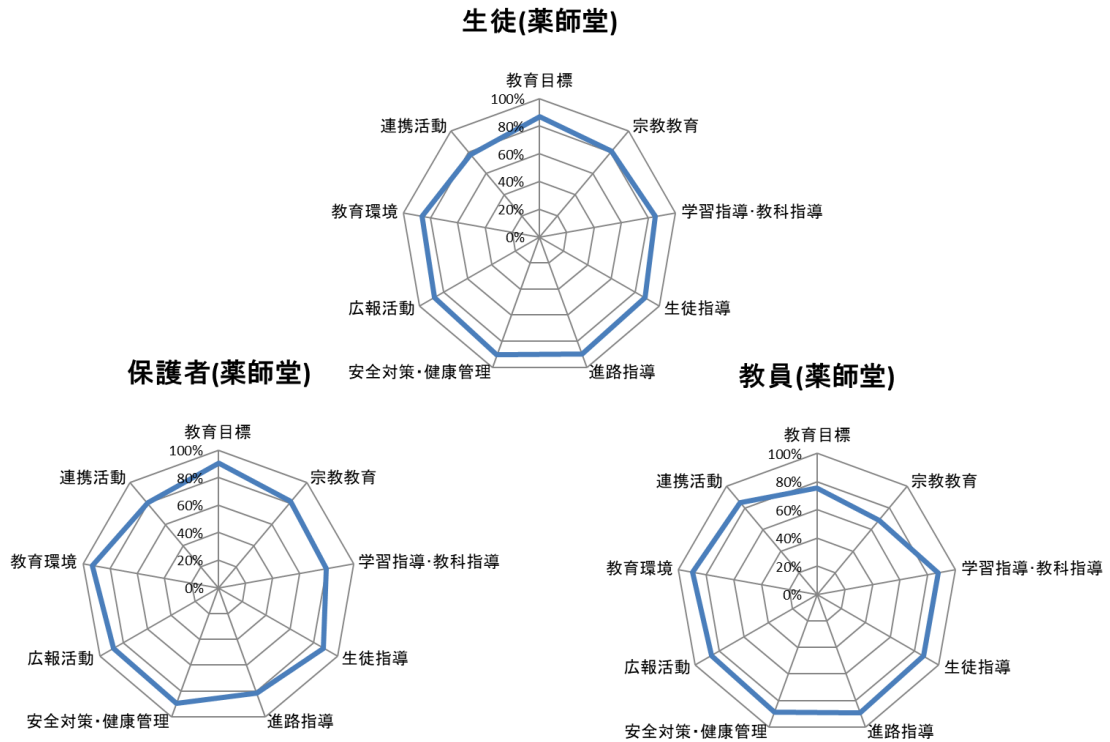 生徒(薬師堂)
教育目標
100%
80%
60%
40%
20%
0%
宗教教育
学習指導・教科指導
生徒指導
進路指導
安全対策・健康管理
広報活動
教育環境
連携活動
保護者(薬師堂)
教育目標
100%
80%
60%
40%
20%
0%
宗教教育
学習指導・教科指導
生徒指導
進路指導
安全対策・健康管理
広報活動
教育環境
連携活動
教員(薬師堂)
教育目標
100%
80%
60%
40%
20%
0%
宗教教育
学習指導・教科指導
生徒指導
進路指導
安全対策・健康管理
広報活動
教育環境
連携活動